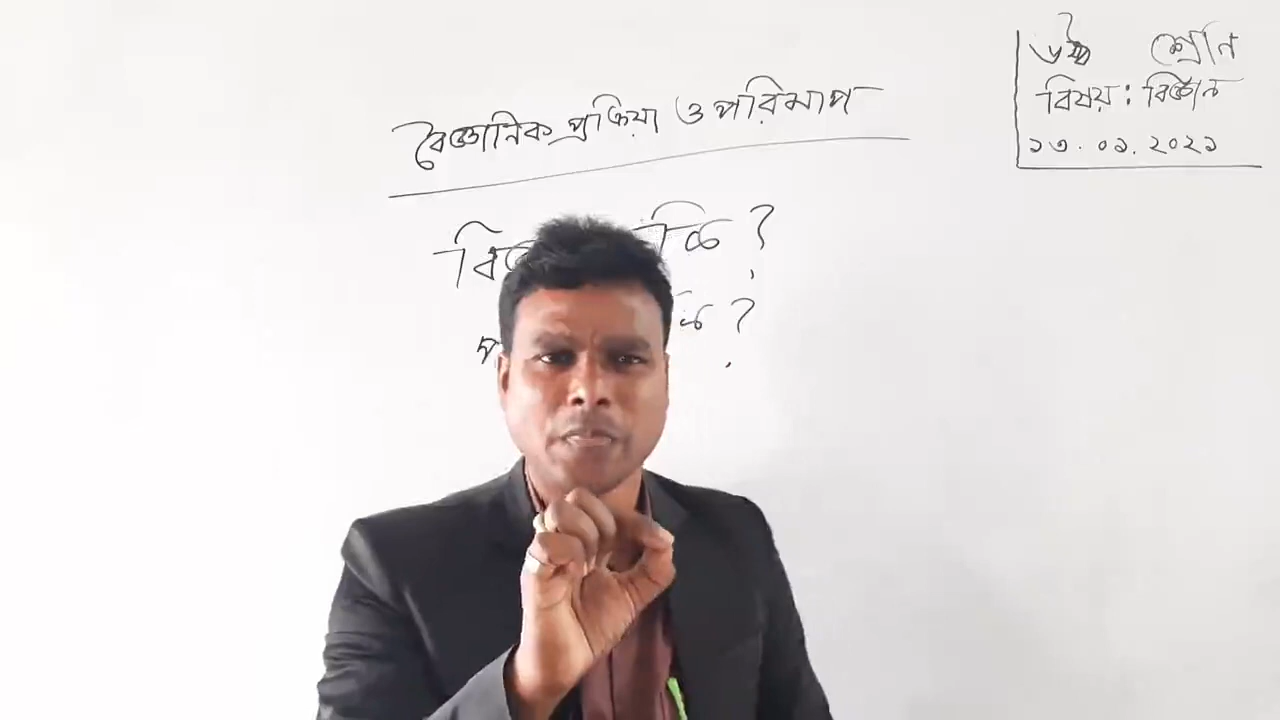 ৬ষ্ঠ শ্রেণি
বিষয় : বিজ্ঞান
১৩.০১.২০২১
বৈজ্ঞানিক প্রক্রিয়া ও পরিমাপ
কি ?
কি ?